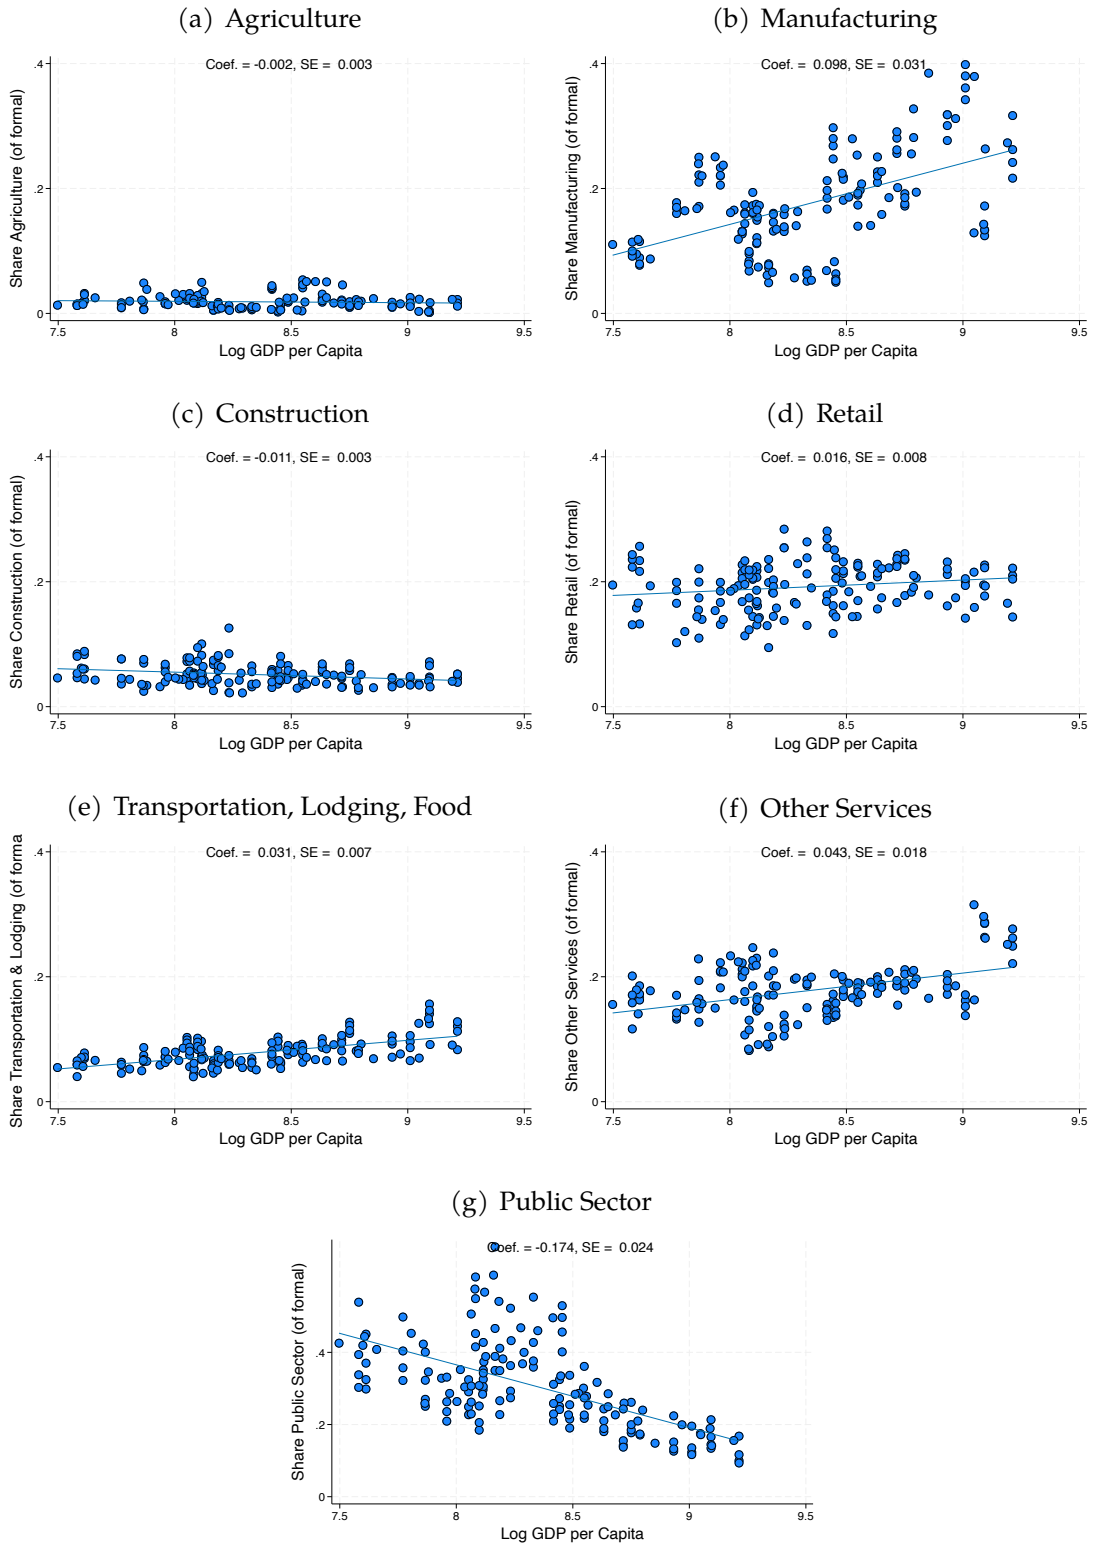 (a) Agriculture
Coef. = -0.002, SE = 0.003
Share Agriculture (of formal)
.4
.2
0
7.5 8 8.5 9 9.5
Log GDP per Capita
(b) Manufacturing
Coef. = 0.098, SE = 0.031
Share Manufacturing (of formal)
.4
.2
0
7.5 8 8.5 9 9.5
Log GDP per Capita
(c) Construction
Coef. = -0.011, SE = 0.003
Share Construction (of formal)
.4
.2
0
7.5 8 8.5 9 9.5
Log GDP per Capita
(d) Retail
Coef. = 0.016, SE = 0.008
Share Retail (of formal)
.4
.2
0
7.5 8 8.5 9 9.5
Log GDP per Capita
(e) Transportation, Lodging, Food
Coef. = 0.031, SE = 0.007
Share Transportation & Lodging (of forma
.4
.2
0
7.5 8 8.5 9 9.5
Log GDP per Capita
(f) Other Services
Coef. = 0.043, SE = 0.018
Share Other Services (of formal)
.4
.2
0
7.5 8 8.5 9 9.5
Log GDP per Capita
(g) Public Sector
Coef. = -0.174, SE = 0.024
Share Public Sector (of formal)
.4
.2
0
7.5 8 8.5 9 9.5
Log GDP per Capita